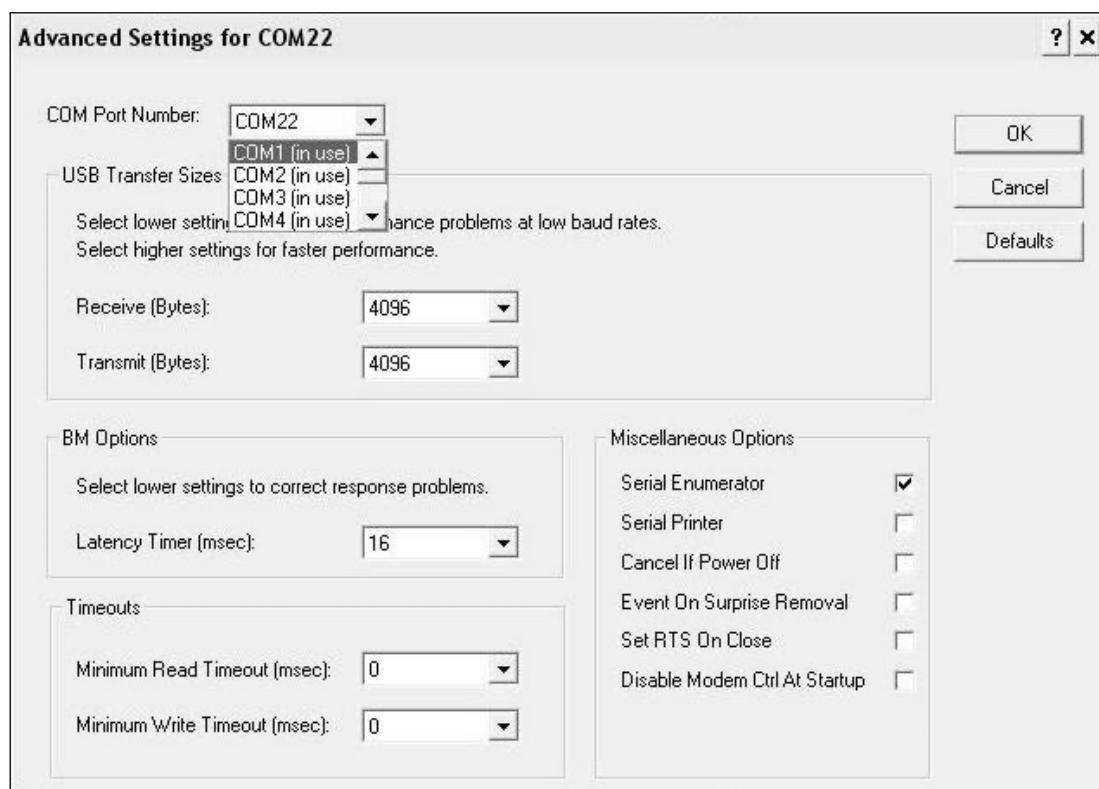 Advanced Settings for COM22
? ×
COM Port Number:
COM22
COM1 (in use)
COM2 (in use)
COM3 (in use)
COM4 (in use)
OK
Cancel
Defaults
USB Transfer Sizes
Select lower settin mance problems at low baud rates.
Select higher settings for faster performance.
Receive (Bytes): 4096
Transmit (Bytes): 4096
BM Options
Select lower settings to correct response problems.
Latency Timer (msec): 16
Timeouts
Minimum Read Timeout (msec): 0
Minimum Write Timeout (msec): 0
Miscellaneous Options
Serial Enumerator
Serial Printer
Cancel If Power Off
Event On Surprise Removal
Set RTS On Close
Disable Modem Ctrl At Startup